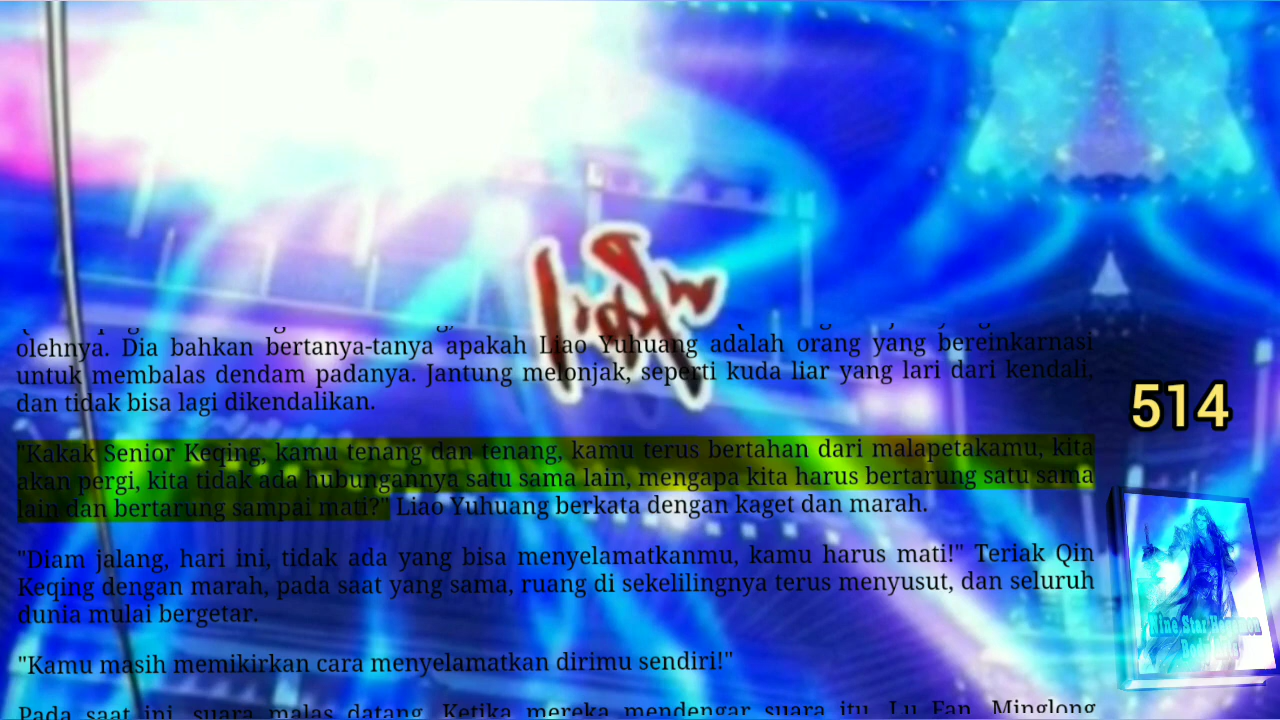 olehnya. Dia bahkan bertanya-tanya apakah Liao Yuhuang adalah orang yang bereinkarnasi
untuk membalas dendam padanya. Jantung melonjak, seperti kuda liar yang lari dari kendali,
dan tidak bisa lagi dikendalikan.
514
"Kakak Senior Keqing, kamu tenang dan tenang, kamu terus bertahan dari malapetakamu, kita
akan pergi, kita tidak ada hubungannya satu sama lain, mengapa kita harus bertarung satu sama
lain dan bertarung sampai mati?" Liao Yuhuang berkata dengan kaget dan marah.
"Diam jalang, hari ini, tidak ada yang bisa menyelamatkanmu, kamu harus mati!" Teriak Qin
Keqing dengan marah, pada saat yang sama, ruang di sekelilingnya terus menyusut, dan seluruh
dunia mulai bergetar.
"Kamu masih memikirkan cara menyelamatkan dirimu sendiri!"
Pada saat ini, suara malas datang. Ketika mereka mendengar suara itu, Lu Fan, Minglong
Nine Star Hegemon
Body